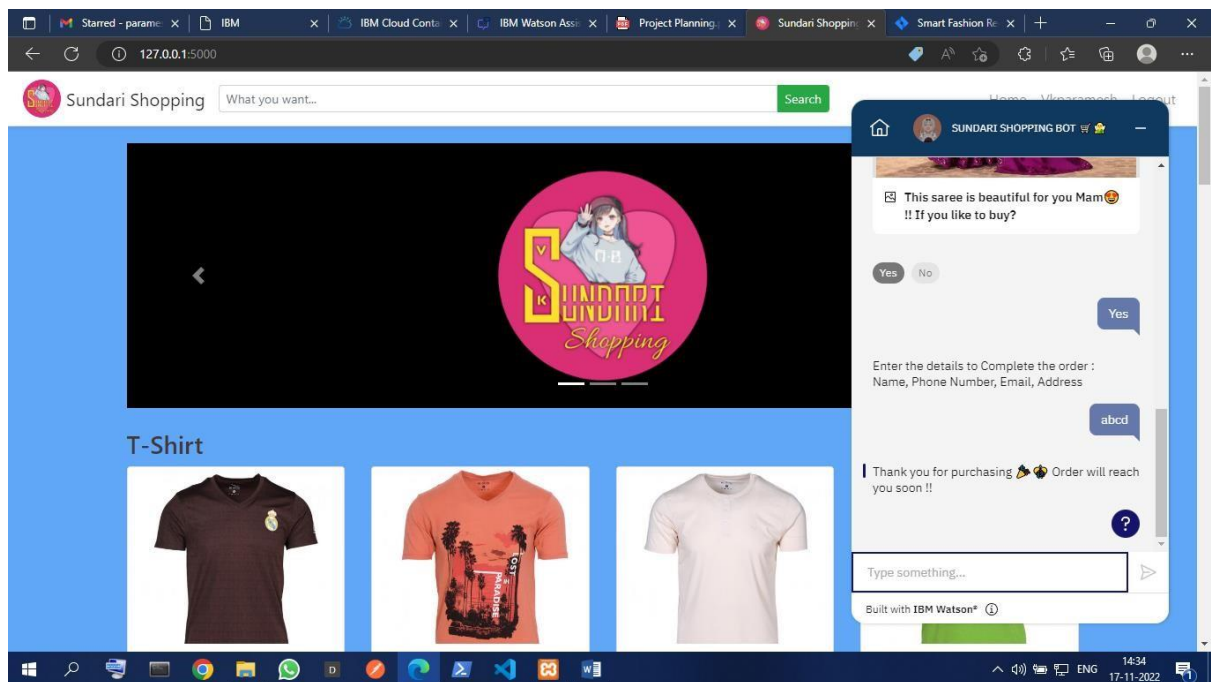 Starred - parame
IBM
IBM Cloud Conta
IBM Watson Assi
Project Planning.
Sundari Shopping
Smart Fashion Re
127.0.0.1:5000
Sundari Shopping
What you want...
Search
Home Vkparamesh Logout
SUNDARI SHOPPING BOT
This saree is beautiful for you Mam🤩
!! If you like to buy?
Yes No
Yes
Enter the details to Complete the order :
Name, Phone Number, Email, Address
abcd
Thank you for purchasing Order will reach
you soon !!
?
Type something...
Built with IBM Watson®
V
K
SUNDARI
Shopping
T-Shirt
LOST
PARADISE
ENG
14:34
17-11-2022